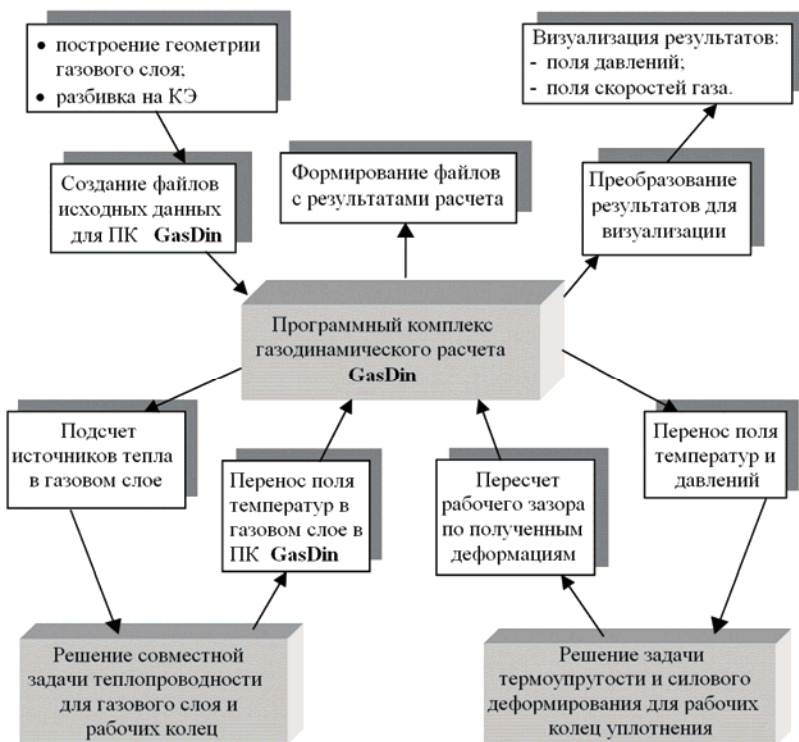 • построение геометрии
газового слоя;
• разбивка на КЭ
Визуализация результатов:
- поля давлений;
- поля скоростей газа.
Создание файлов
исходных данных
для ПК GasDin
Формирование файлов
с результатами расчета
Преобразование
результатов для
визуализации
Программный комплекс
газодинамического расчета
GasDin
Подсчет
источников тепла
в газовом слое
Перенос поля
температур в
газовом слое в
ПК GasDin
Пересчет
рабочего зазора
по полученным
деформациям
Перенос поля
температур и
давлений
Решение совместной
задачи теплопроводности
для газового слоя и
рабочих колец
Решение задачи
термоупругости и силового
деформирования для рабочих
колец уплотнения